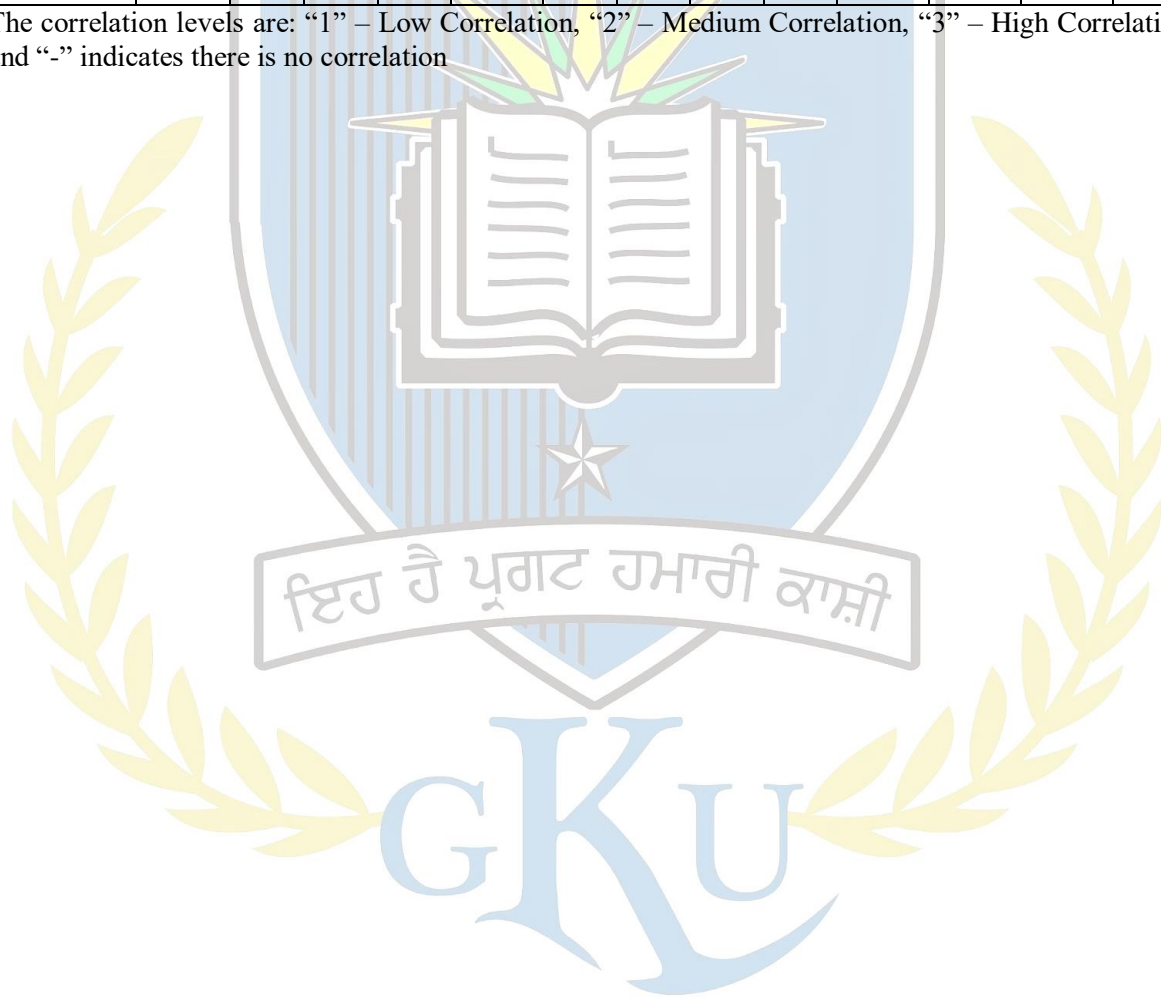 The correlation levels are: “1” – Low Correlation, “2” – Medium Correlation, “3” – High Correlati
nd “-” indicates there is no correlation
ਇਹ ਹੈ ਪ੍ਰਗਟ ਹਮਾਰੀ ਕਾਸ਼ੀ
GKU